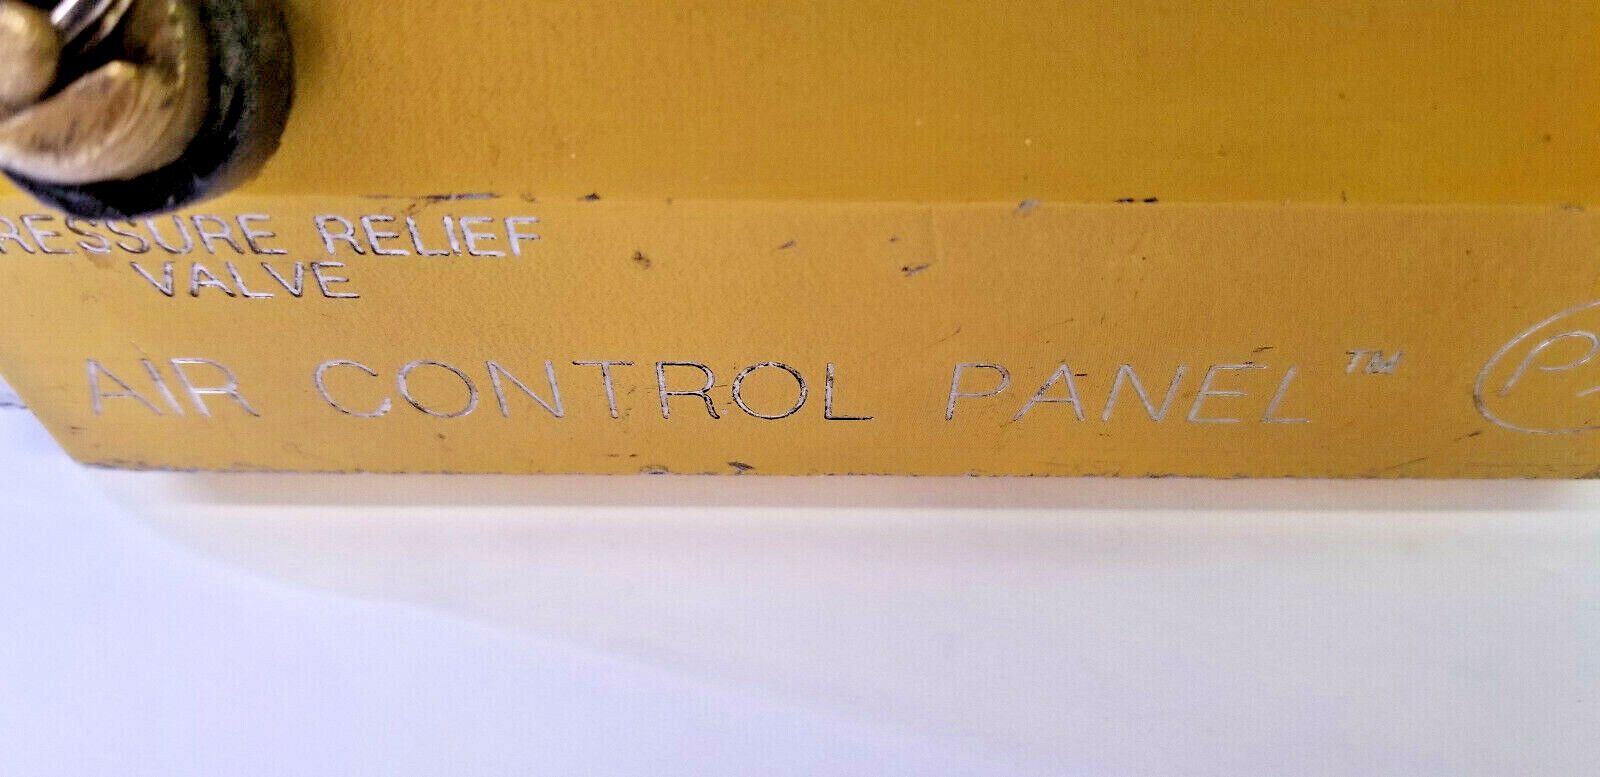 RESSURE RELIEF
VALVE
AIR CONTROL PANEL™